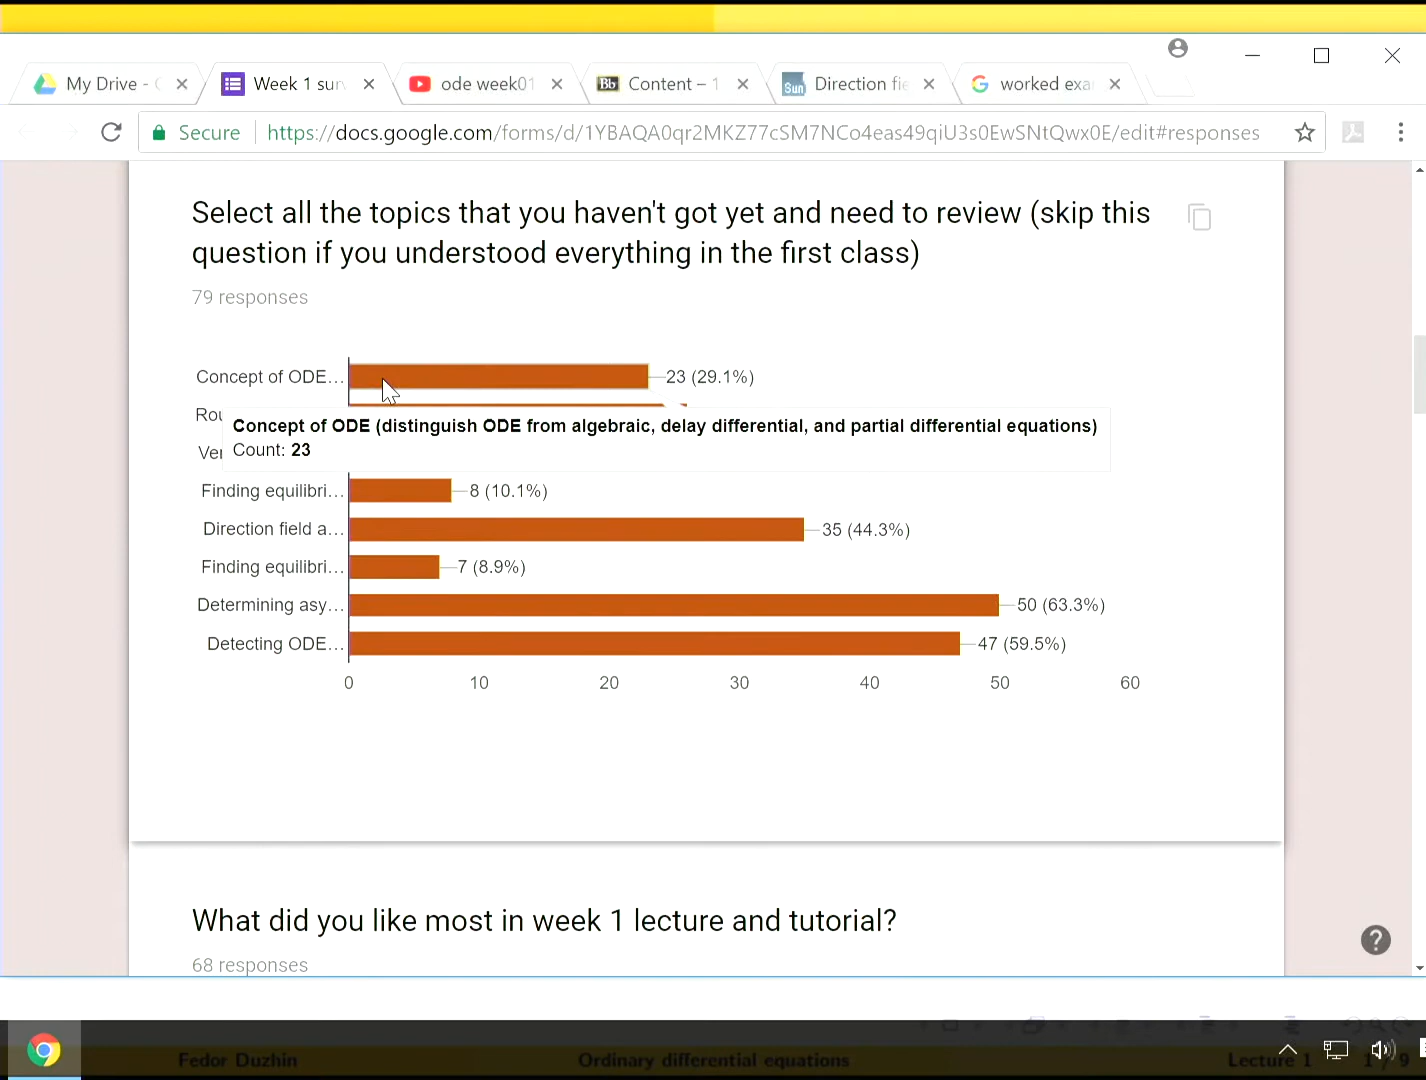 My Drive -
Week 1 sur
ode week01
Content – 1
Direction fie
worked exa
Secure
https://docs.google.com/forms/d/1YBAQA0qr2MKZ77cSM7NCo4eas49qiU3s0EwSNtQwx0E/edit#responses
Select all the topics that you haven't got yet and need to review (skip this
question if you understood everything in the first class)
79 responses
Concept of ODE... 23 (29.1%)
Rou
Concept of ODE (distinguish ODE from algebraic, delay differential, and partial differential equations)
Ver
Count: 23
Finding equilibri... 8 (10.1%)
Direction field a... 35 (44.3%)
Finding equilibri... 7 (8.9%)
Determining asy... 50 (63.3%)
Detecting ODE... 47 (59.5%)
0 10 20 30 40 50 60
What did you like most in week 1 lecture and tutorial?
68 responses
Fedor Duzhin Ordinary differential equations Lecture 1